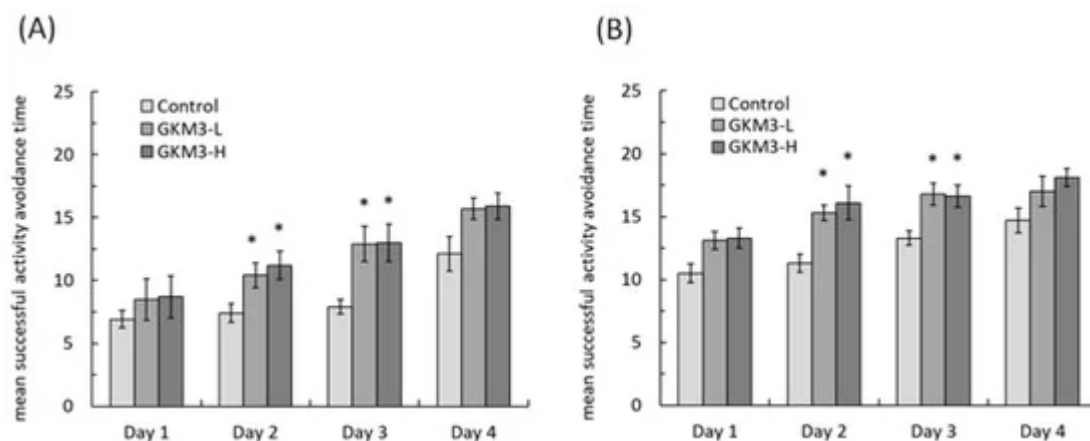 (A)
mean successful activity avoidance time
25
20
15
10
5
0
Control
GKM3-L
GKM3-H
*
*
*
*
Day 1
Day 2
Day 3
Day 4
(B)
mean successful activity avoidance time
25
20
15
10
5
0
Control
GKM3-L
GKM3-H
*
*
*
*
Day 1
Day 2
Day 3
Day 4